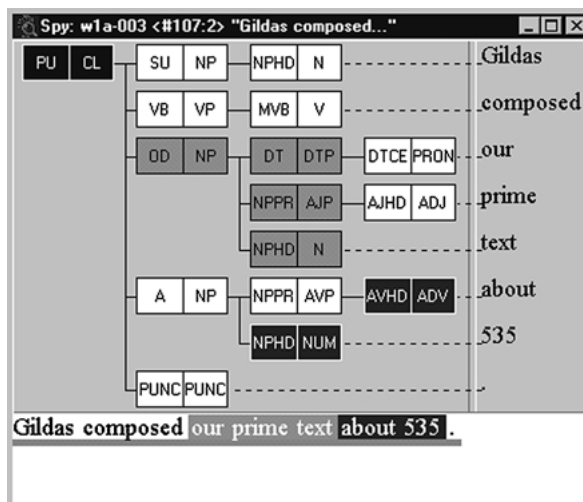 Spy: w1a-003 <#107:2> "Gildas composed..."
PU CL SU NP NPHD N Gildas
VB VP MVB V composed
OD NP DT DTP DTCE PRON our
NPPR AJP AJHD ADJ prime
NPHD N text
A NP NPPR AVP AVHD ADV about
NPHD NUM 535
PUNC PUNC .
Gildas composed our prime text about 535 .